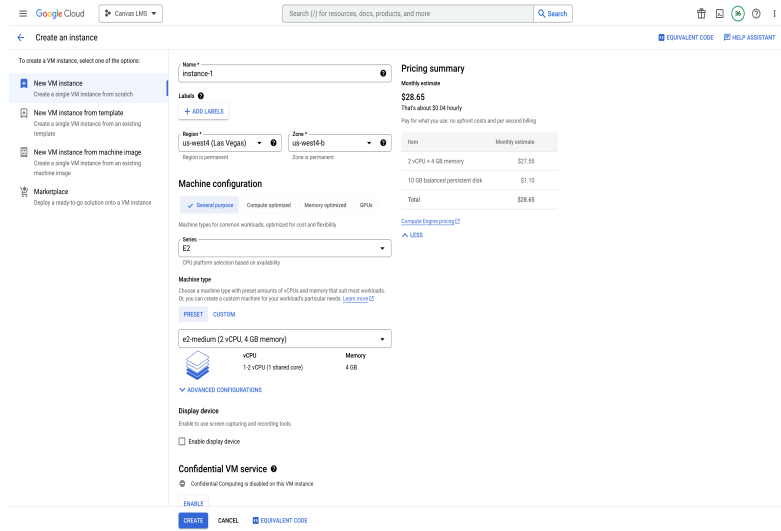 Google Cloud
Canvas LMS
Search (/) for resources, docs, products, and more
Search
36
Create an instance
EQUIVALENT CODE
HELP ASSISTANT
To create a VM instance, select one of the options:
New VM instance
Create a single VM instance from scratch
New VM instance from template
Create a single VM instance from an existing
template
New VM instance from machine image
Create a single VM instance from an existing
machine image
Marketplace
Deploy a ready-to-go solution onto a VM instance
Name *
instance-1
Labels
+ ADD LABELS
Region *
us-west4 (Las Vegas)
Region is permanent
Zone *
us-west4-b
Zone is permanent
Machine configuration
General purpose
Compute optimized
Memory optimized
GPUs
Machine types for common workloads, optimized for cost and flexibility
Series
E2
CPU platform selection based on availability
Machine type
Choose a machine type with preset amounts of vCPUs and memory that suit most workloads.
Or, you can create a custom machine for your workload's particular needs. Learn more
PRESET
CUSTOM
e2-medium (2 vCPU, 4 GB memory)
vCPU
Memory
1-2 vCPU (1 shared core)
4 GB
ADVANCED CONFIGURATIONS
Display device
Enable to use screen capturing and recording tools.
Enable display device
Confidential VM service
Confidential Computing is disabled on this VM instance
ENABLE
CREATE
CANCEL
EQUIVALENT CODE
Pricing summary
Monthly estimate
$28.65
That's about $0.04 hourly
Pay for what you use: no upfront costs and per second billing
Item Monthly estimate
2 vCPU + 4 GB memory $27.55
10 GB balanced persistent disk $1.10
Total $28.65
Compute Engine pricing
LESS